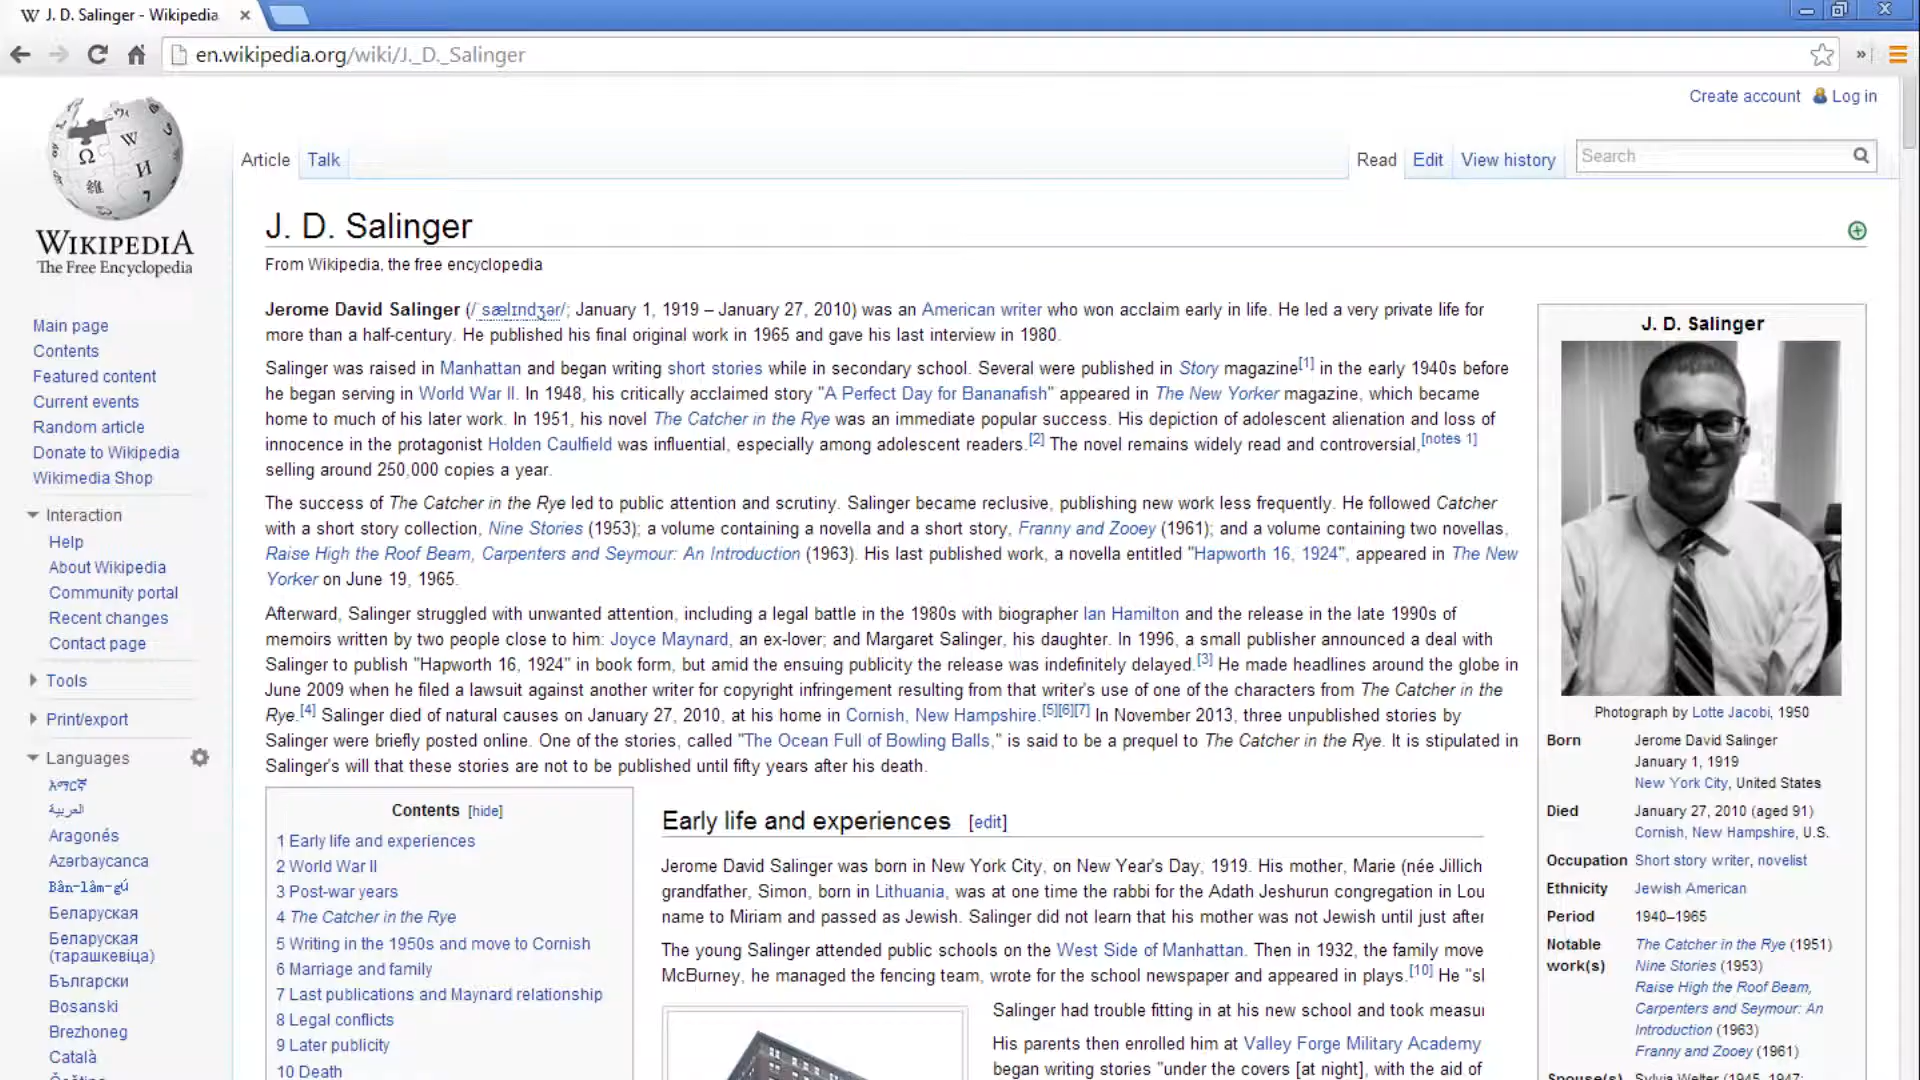 J. D. Salinger - Wikipedia
en.wikipedia.org/wiki/J._D._Salinger
Create account Log in
WIKIPEDIA
The Free Encyclopedia
Article Talk
Read Edit View history Search
J. D. Salinger
From Wikipedia, the free encyclopedia
Jerome David Salinger (/ˈsælɪndʒər/; January 1, 1919 – January 27, 2010) was an American writer who won acclaim early in life. He led a very private life for
more than a half-century. He published his final original work in 1965 and gave his last interview in 1980.
Salinger was raised in Manhattan and began writing short stories while in secondary school. Several were published in Story magazine[1] in the early 1940s before
he began serving in World War II. In 1948, his critically acclaimed story "A Perfect Day for Bananafish" appeared in The New Yorker magazine, which became
home to much of his later work. In 1951, his novel The Catcher in the Rye was an immediate popular success. His depiction of adolescent alienation and loss of
innocence in the protagonist Holden Caulfield was influential, especially among adolescent readers.[2] The novel remains widely read and controversial,[notes 1]
selling around 250,000 copies a year.
The success of The Catcher in the Rye led to public attention and scrutiny. Salinger became reclusive, publishing new work less frequently. He followed Catcher
with a short story collection, Nine Stories (1953); a volume containing a novella and a short story, Franny and Zooey (1961); and a volume containing two novellas,
Raise High the Roof Beam, Carpenters and Seymour: An Introduction (1963). His last published work, a novella entitled "Hapworth 16, 1924", appeared in The New
Yorker on June 19, 1965.
Afterward, Salinger struggled with unwanted attention, including a legal battle in the 1980s with biographer Ian Hamilton and the release in the late 1990s of
memoirs written by two people close to him: Joyce Maynard, an ex-lover; and Margaret Salinger, his daughter. In 1996, a small publisher announced a deal with
Salinger to publish "Hapworth 16, 1924" in book form, but amid the ensuing publicity the release was indefinitely delayed.[3] He made headlines around the globe in
June 2009 when he filed a lawsuit against another writer for copyright infringement resulting from that writer's use of one of the characters from The Catcher in the
Rye.[4] Salinger died of natural causes on January 27, 2010, at his home in Cornish, New Hampshire.[5][6][7] In November 2013, three unpublished stories by
Salinger were briefly posted online. One of the stories, called "The Ocean Full of Bowling Balls," is said to be a prequel to The Catcher in the Rye. It is stipulated in
Salinger's will that these stories are not to be published until fifty years after his death.
Main page
Contents
Featured content
Current events
Random article
Donate to Wikipedia
Wikimedia Shop
Interaction
Help
About Wikipedia
Community portal
Recent changes
Contact page
Tools
Print/export
Languages
አማርኛ
العربية
Aragonés
Azərbaycanca
Bân-lâm-gú
Беларуская
Беларуская
(тарашкевіца)
Български
Bosanski
Brezhoneg
Català
Contents [hide]
1 Early life and experiences
2 World War II
3 Post-war years
4 The Catcher in the Rye
5 Writing in the 1950s and move to Cornish
6 Marriage and family
7 Last publications and Maynard relationship
8 Legal conflicts
9 Later publicity
10 Death
Early life and experiences [edit]
Jerome David Salinger was born in New York City, on New Year's Day, 1919. His mother, Marie (née Jillich
grandfather, Simon, born in Lithuania, was at one time the rabbi for the Adath Jeshurun congregation in Lou
name to Miriam and passed as Jewish. Salinger did not learn that his mother was not Jewish until just after
The young Salinger attended public schools on the West Side of Manhattan. Then in 1932, the family move
McBurney, he managed the fencing team, wrote for the school newspaper and appeared in plays.[10] He "sl
Salinger had trouble fitting in at his new school and took measu
His parents then enrolled him at Valley Forge Military Academy
began writing stories "under the covers [at night], with the aid of
J. D. Salinger
Photograph by Lotte Jacobi, 1950
Born Jerome David Salinger
January 1, 1919
New York City, United States
Died January 27, 2010 (aged 91)
Cornish, New Hampshire, U.S.
Occupation Short story writer, novelist
Ethnicity Jewish American
Period 1940–1965
Notable The Catcher in the Rye (1951)
work(s) Nine Stories (1953)
Raise High the Roof Beam,
Carpenters and Seymour: An
Introduction (1963)
Franny and Zooey (1961)
Spouse(s) Sylvia Welter (1945, 1947;